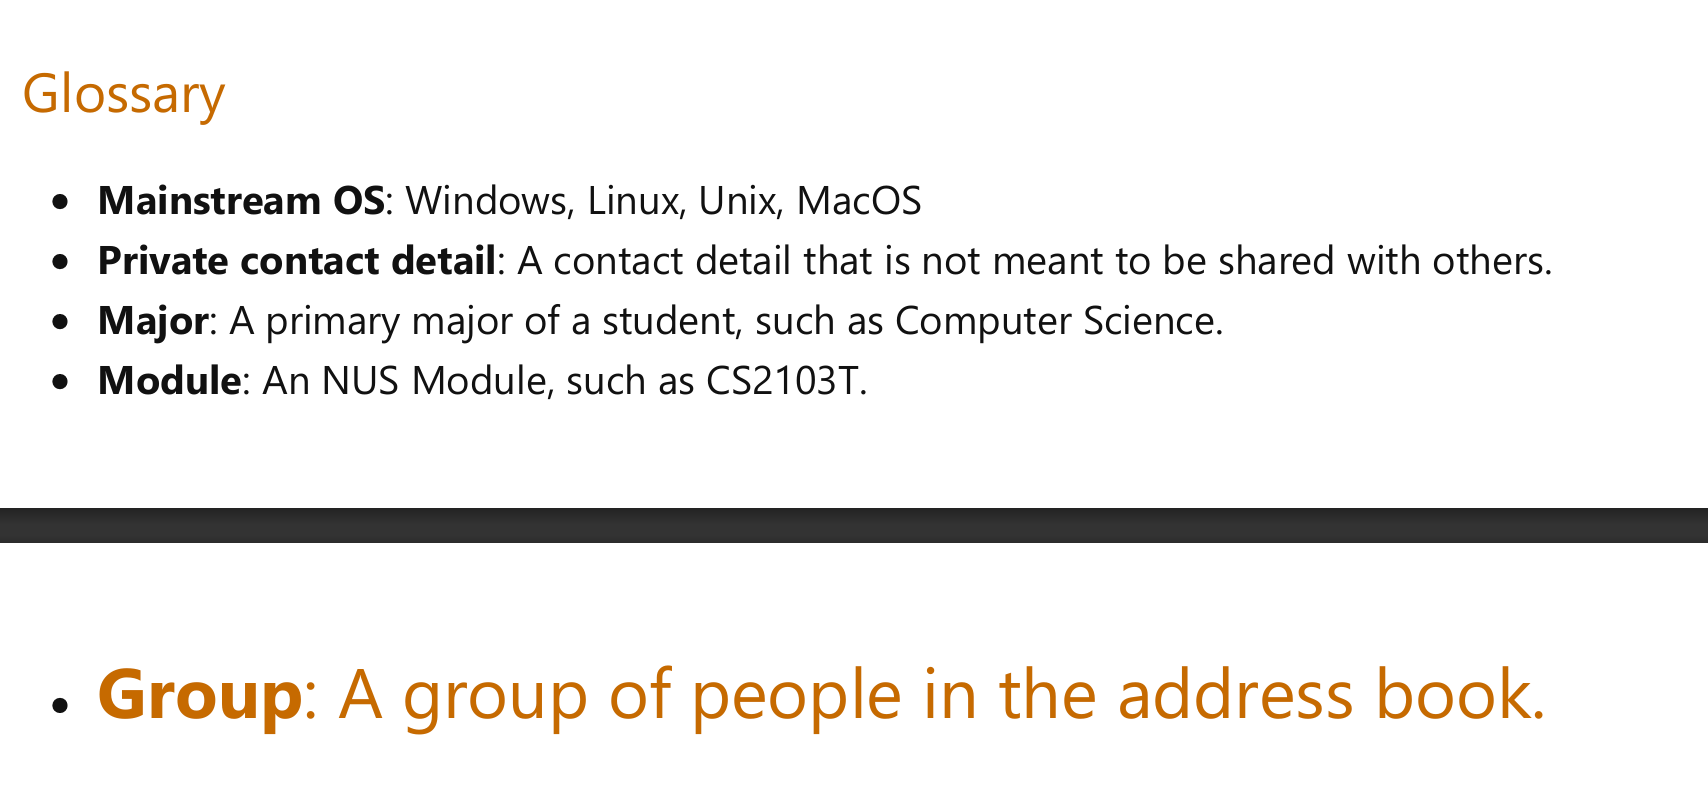 Glossary
Mainstream OS: Windows, Linux, Unix, MacOS
Private contact detail: A contact detail that is not meant to be shared with others.
Major: A primary major of a student, such as Computer Science.
Module: An NUS Module, such as CS2103T.
Group: A group of people in the address book.